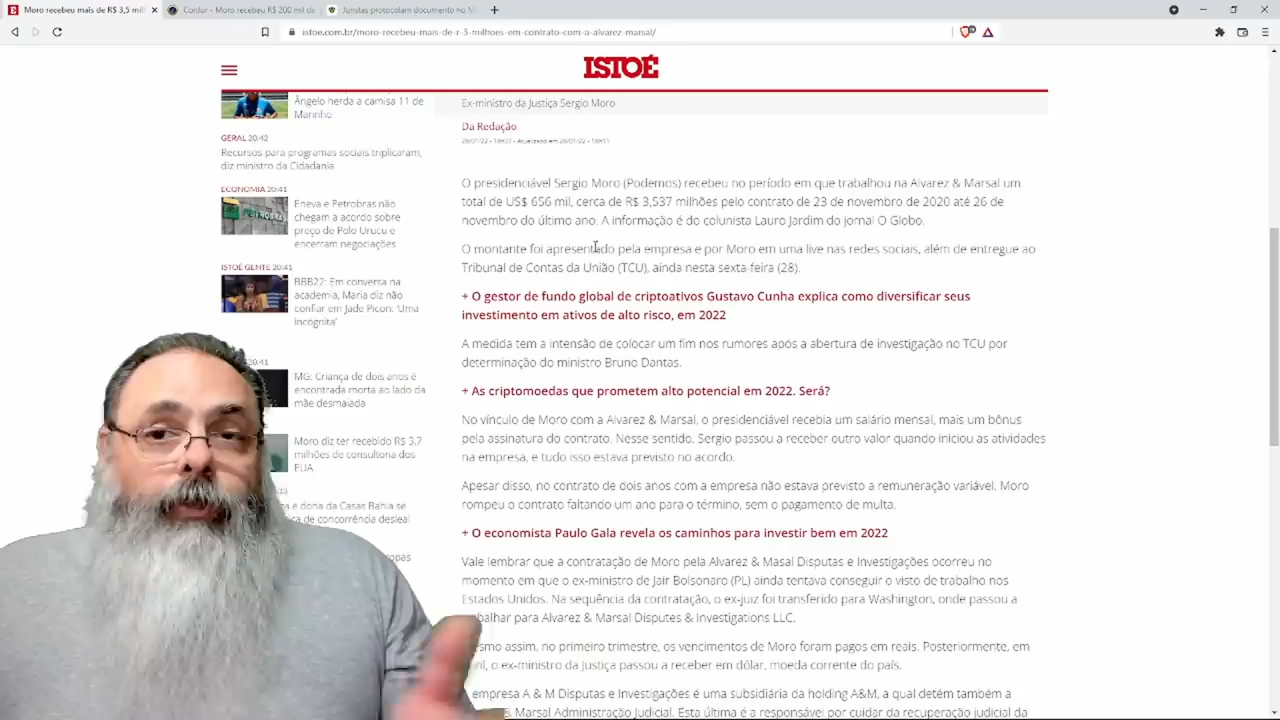 Moro recebeu mais de R$ 3,5 mil
ConJur - Moro recebeu R$ 200 mil de
Juristas protocolam documento no M
istoe.com.br/moro-recebeu-mais-de-r-3-milhoes-em-contrato-com-a-alvarez-marsal/
ISTOÉ
Ângelo herda a camisa 11 de
Marinho
GERAL 20:42
Recursos para programas sociais triplicaram,
diz ministro da Cidadania
ECONOMIA 20:41
Eneva e Petrobras não
chegam a acordo sobre
preço de Polo Urucu e
encerram negociações
ISTOÉ GENTE 20:41
BBB22: Em conversa na
academia, Maria diz não
confiar em Jade Picon: 'Uma
incógnita'
20:41
MG: Criança de dois anos é
encontrada morta ao lado da
mãe desmaiada
Moro diz ter recebido R$ 3,7
milhões de consultoria dos
EUA
e dona da Casas Bahia se
de concorrência desleal
Ex-ministro da Justiça Sergio Moro
Da Redação
28/01/22 - 18h07 - Atualizado em 28/01/22 - 18h11
O presidenciável Sergio Moro (Podemos) recebeu no período em que trabalhou na Alvarez & Marsal um
total de US$ 656 mil, cerca de R$ 3,537 milhões pelo contrato de 23 de novembro de 2020 até 26 de
novembro do último ano. A informação é do colunista Lauro Jardim do jornal O Globo.
O montante foi apresentado pela empresa e por Moro em uma live nas redes sociais, além de entregue ao
Tribunal de Contas da União (TCU), ainda nesta sexta feira (28).
+ O gestor de fundo global de criptoativos Gustavo Cunha explica como diversificar seus
investimento em ativos de alto risco, em 2022
A medida tem a intensão de colocar um fim nos rumores após a abertura de investigação no TCU por
determinação do ministro Bruno Dantas.
+ As criptomoedas que prometem alto potencial em 2022. Será?
No vínculo de Moro com a Alvarez & Marsal, o presidenciável recebia um salário mensal, mais um bônus
pela assinatura do contrato. Nesse sentido, Sergio passou a receber outro valor quando iniciou as atividades
na empresa, e tudo isso estava previsto no acordo.
Apesar disso, no contrato de dois anos com a empresa não estava previsto a remuneração variável. Moro
rompeu o contrato faltando um ano para o término, sem o pagamento de multa.
+ O economista Paulo Gala revela os caminhos para investir bem em 2022
Vale lembrar que a contratação de Moro pela Alvarez & Masal Disputas e Investigações ocorreu no
momento em que o ex-ministro de Jair Bolsonaro (PL) ainda tentava conseguir o visto de trabalho nos
Estados Unidos. Na sequência da contratação, o ex-juiz foi transferido para Washington, onde passou a
balhar para Alvarez & Marsal Disputes & Investigations LLC.
smo assim, no primeiro trimestre, os vencimentos de Moro foram pagos em reais. Posteriormente, em
il, o ex-ministro da Justiça passou a receber em dólar, moeda corrente do país.
empresa A & M Disputas e Investigações é uma subsidiária da holding A&M, a qual detém também a
& Marsal Administração Judicial. Esta última é a responsável por cuidar da recuperação judicial da